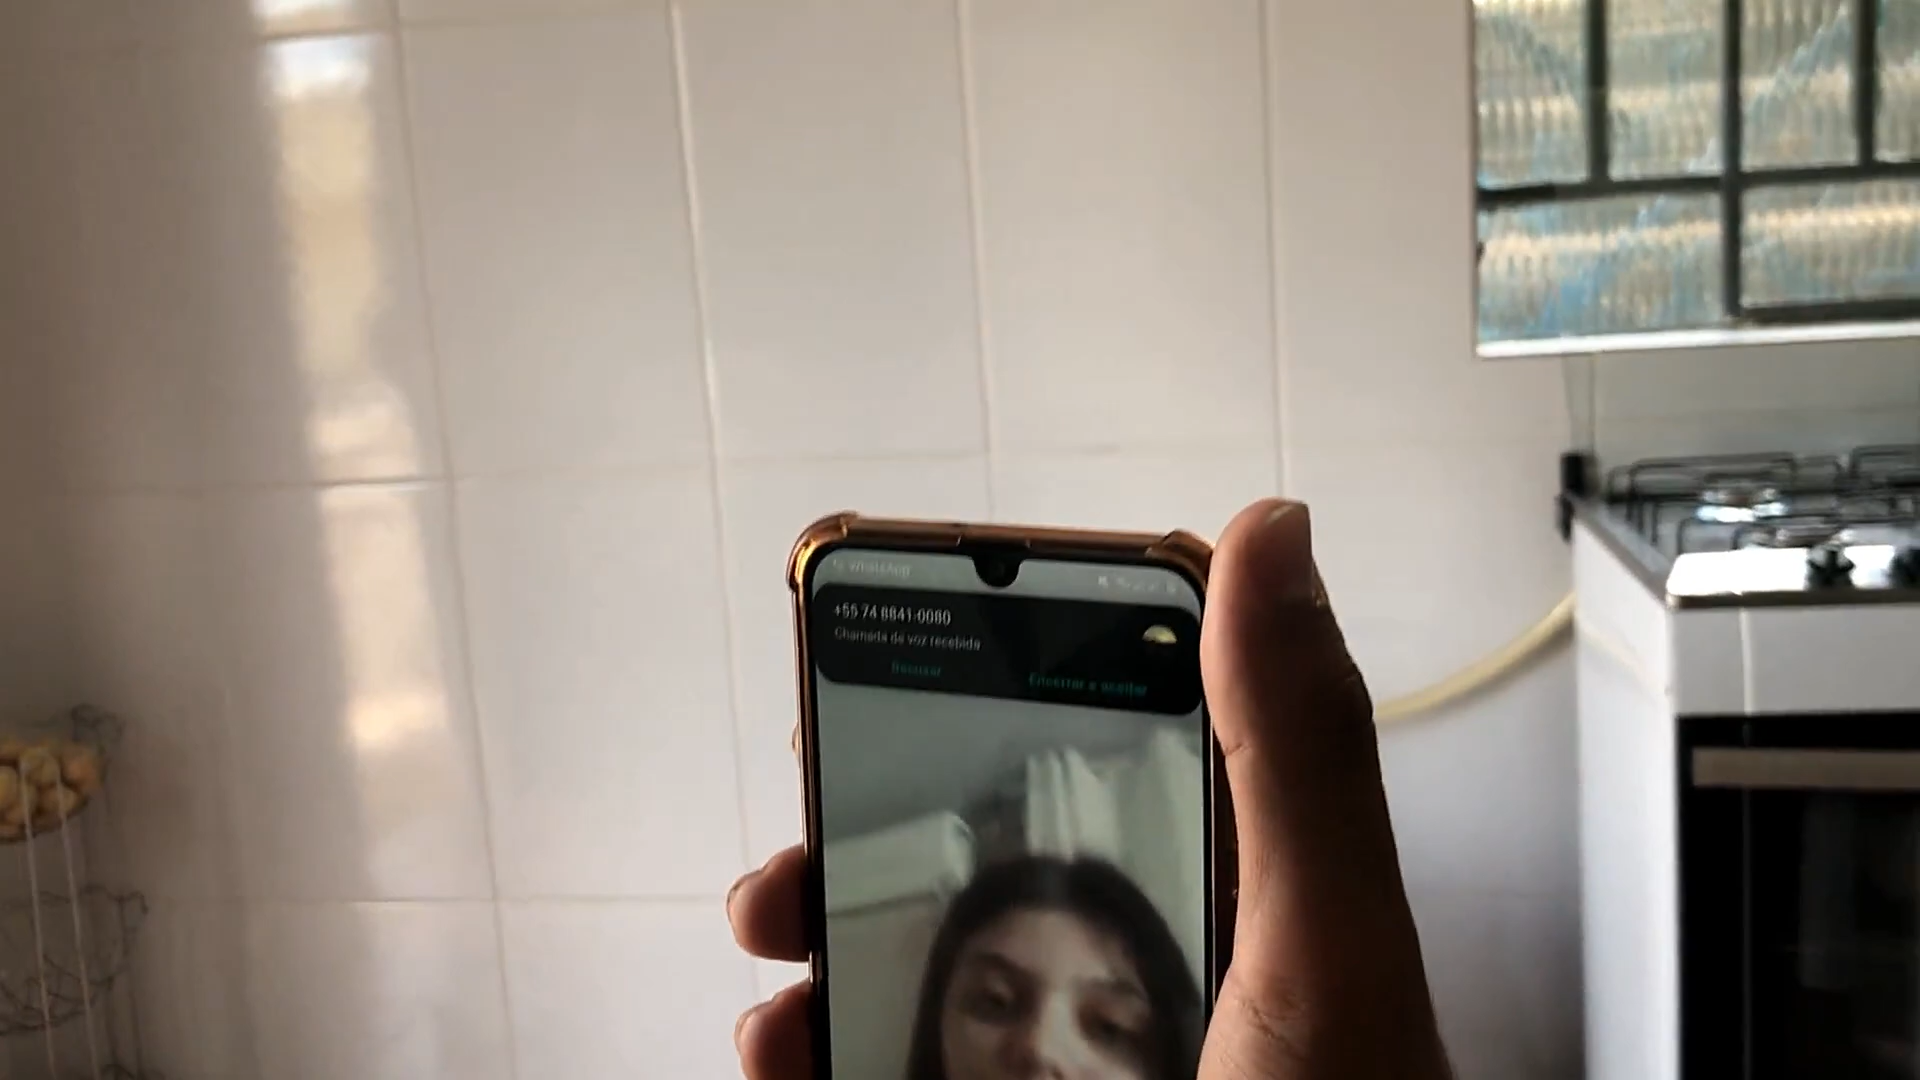 WhatsApp
+55 74 8841-0080
Chamada de voz recebida
Recusar
Encerrar e aceitar